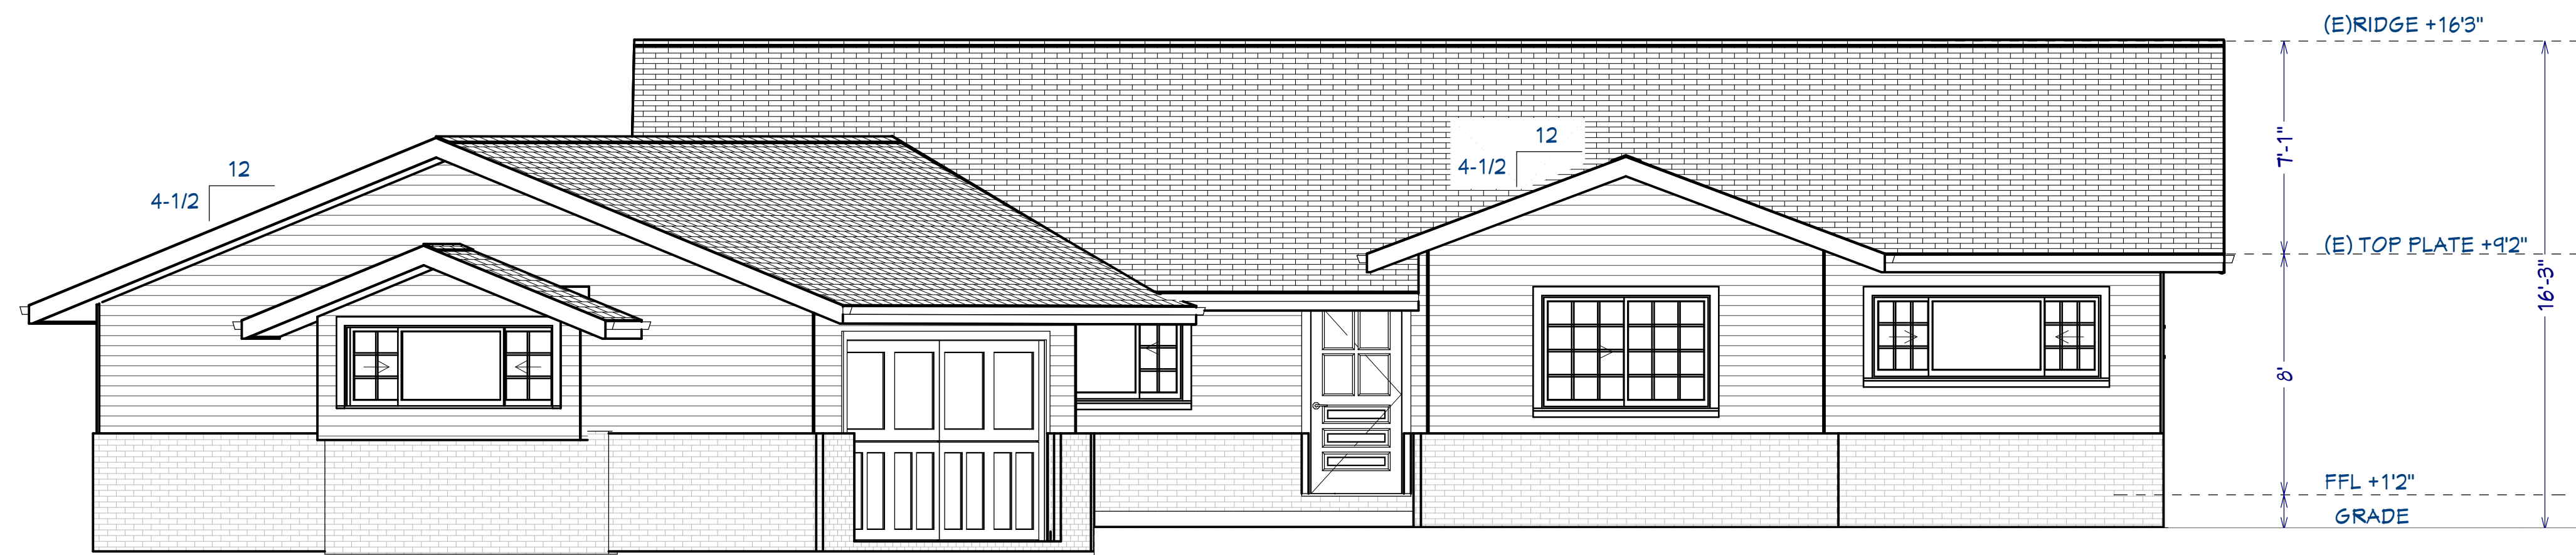 (E)RIDGE +16'3"
12
4-1/2
12
4-1/2
7'-1"
(E) TOP PLATE +9'2"
16'-3"
8'
FFL +1'2"
GRADE